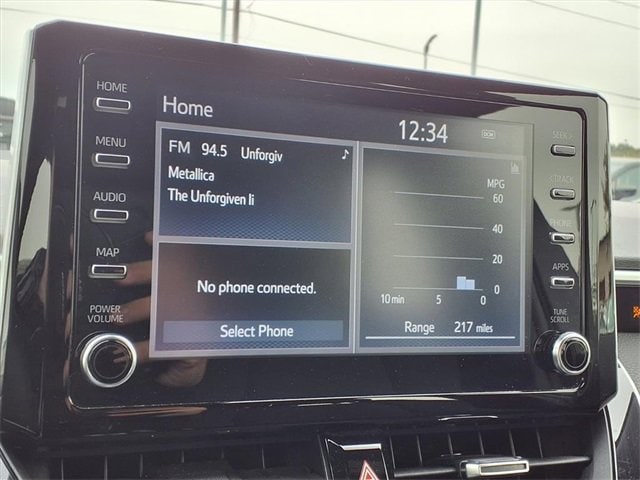 HOME
MENU
AUDIO
MAP
POWER
VOLUME
Home
12:34
DCM
FM 94.5 Unforgiv
Metallica
The Unforgiven Ii
No phone connected.
Select Phone
MPG
60
40
20
0
10 min 5 0
Range 217 miles
SEEK >
< TRACK
PHONE
APPS
TUNE
SCROLL